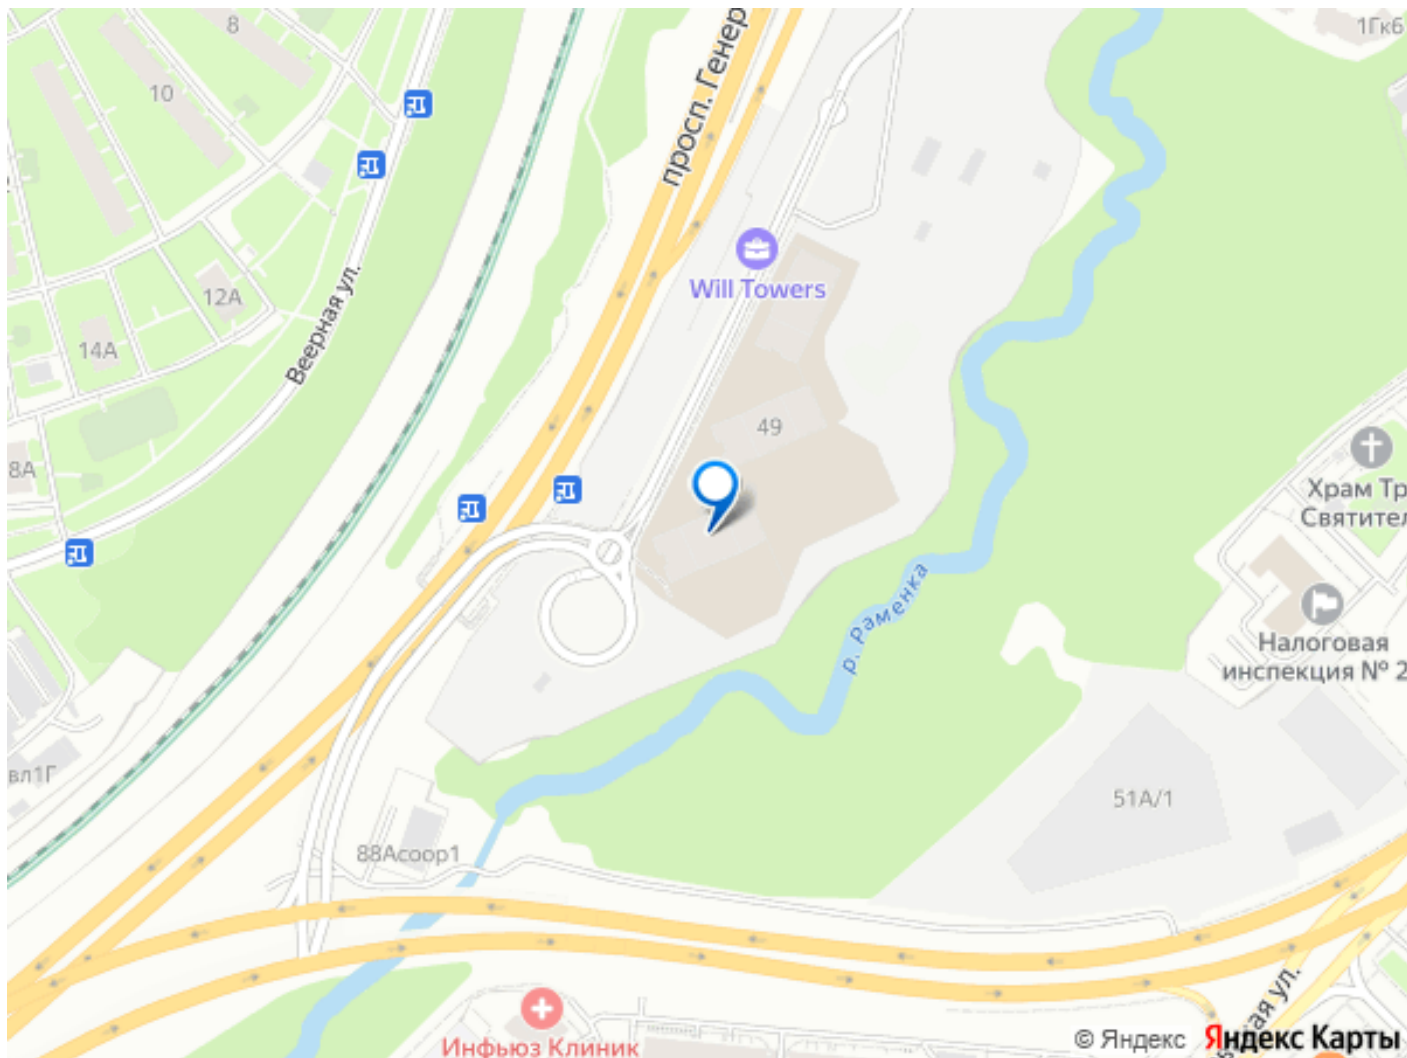 8
1Гк6
10
просп. Генер
12А
Веерная ул.
14А
Will Towers
49
8А
Храм Тр
Святител
р. Раменка
Налоговая
инспекция № 2
вл1Г
51А/1
88Асоор1
Инфьюз Клиник
ая ул.
© Яндекс Яндекс Карты